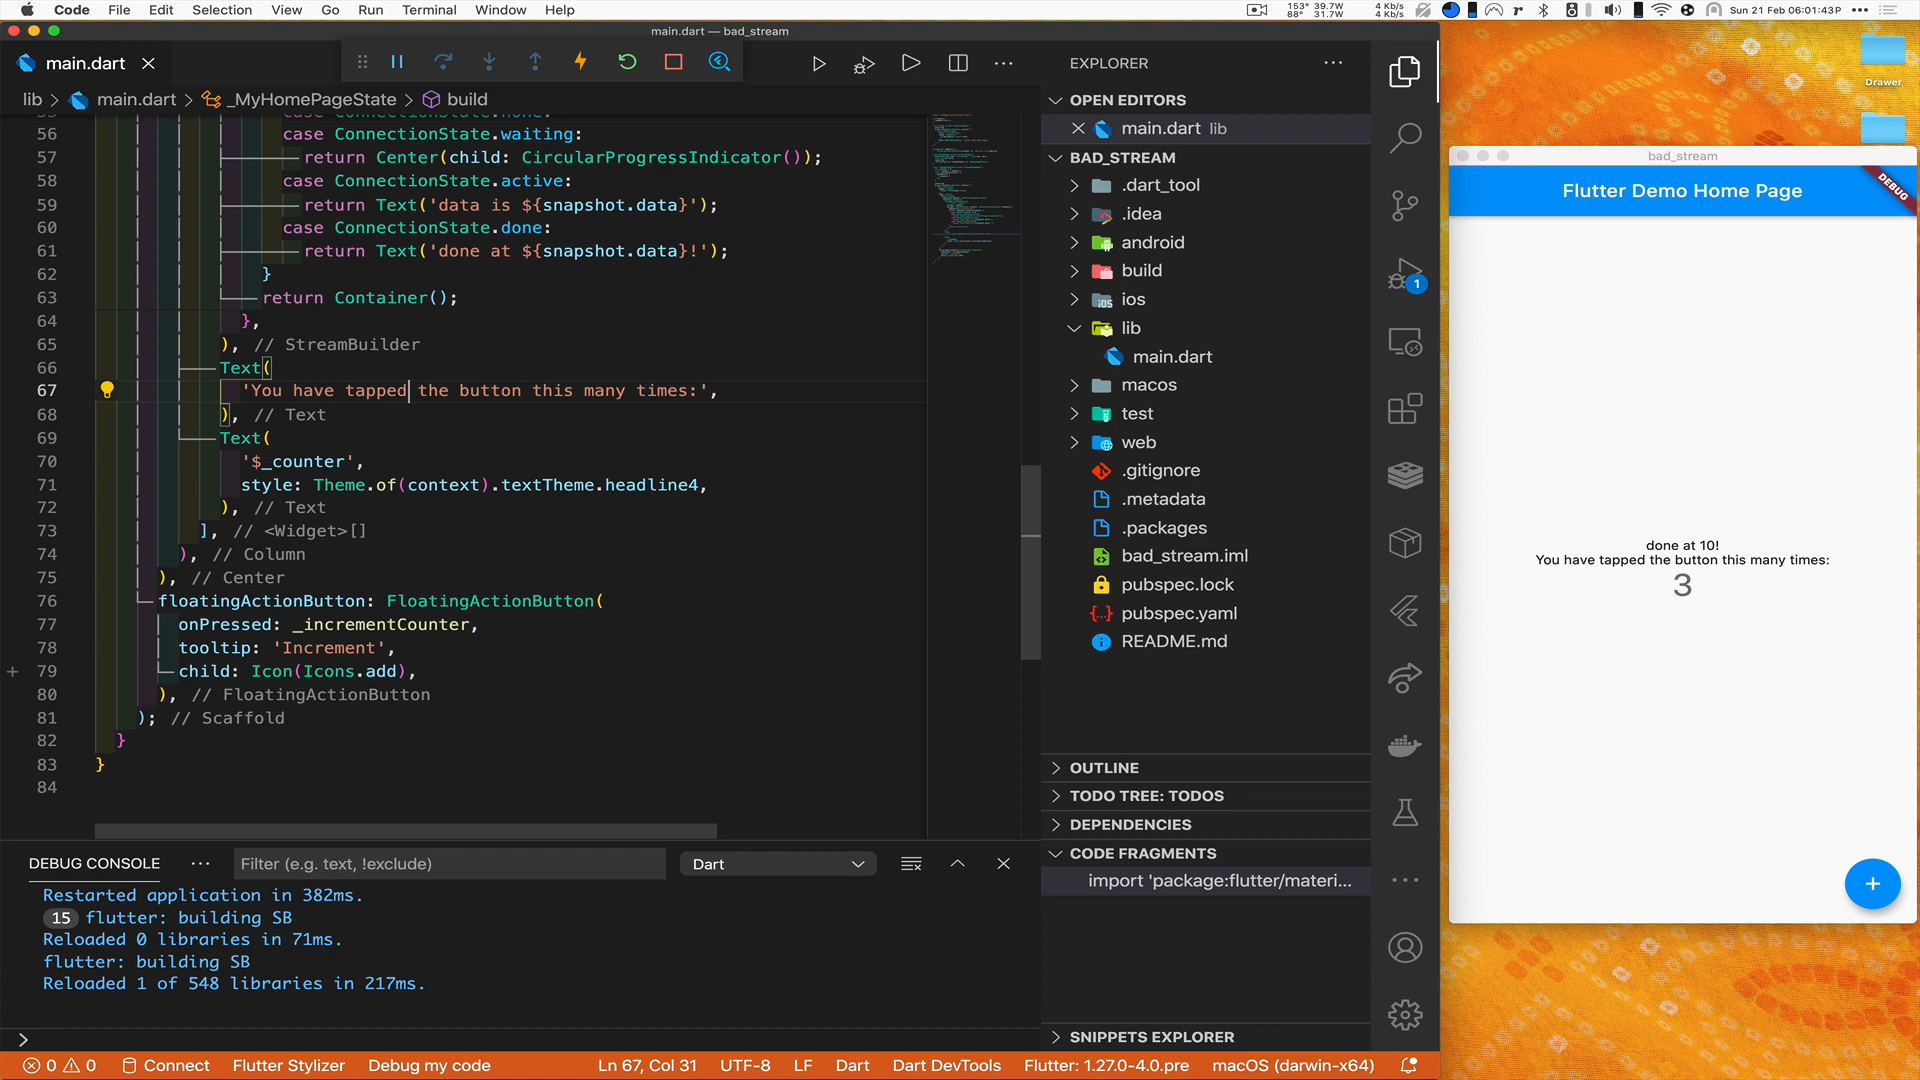 Code File Edit Selection View Go Run Terminal Window Help
153° 39.7W
88° 31.7W
4 Kb/s
4 Kb/s
Sun 21 Feb 06:01:43P
main.dart — bad_stream
main.dart
lib > main.dart > _MyHomePageState > build
56 case ConnectionState.waiting:
57 return Center(child: CircularProgressIndicator());
58 case ConnectionState.active:
59 return Text('data is ${snapshot.data}');
60 case ConnectionState.done:
61 return Text('done at ${snapshot.data}!');
62 }
63 return Container();
64 },
65 ), // StreamBuilder
66 Text(
67 'You have tapped the button this many times:',
68 ), // Text
69 Text(
70 '$_counter',
71 style: Theme.of(context).textTheme.headline4,
72 ), // Text
73 ], // <Widget>[]
74 ), // Column
75 ), // Center
76 floatingActionButton: FloatingActionButton(
77 onPressed: _incrementCounter,
78 tooltip: 'Increment',
79 child: Icon(Icons.add),
80 ), // FloatingActionButton
81 ); // Scaffold
82 }
83 }
84
DEBUG CONSOLE
Filter (e.g. text, !exclude)
Dart
Restarted application in 382ms.
15 flutter: building SB
Reloaded 0 libraries in 71ms.
flutter: building SB
Reloaded 1 of 548 libraries in 217ms.
EXPLORER
OPEN EDITORS
main.dart lib
BAD_STREAM
.dart_tool
.idea
android
build
ios
lib
main.dart
macos
test
web
.gitignore
.metadata
.packages
bad_stream.iml
pubspec.lock
pubspec.yaml
README.md
OUTLINE
TODO TREE: TODOS
DEPENDENCIES
CODE FRAGMENTS
import 'package:flutter/materi...
SNIPPETS EXPLORER
1
0 0 Connect Flutter Stylizer Debug my code Ln 67, Col 31 UTF-8 LF Dart Dart DevTools Flutter: 1.27.0-4.0.pre macOS (darwin-x64)
Drawer
bad_stream
Flutter Demo Home Page
DEBUG
done at 10!
You have tapped the button this many times:
3
+